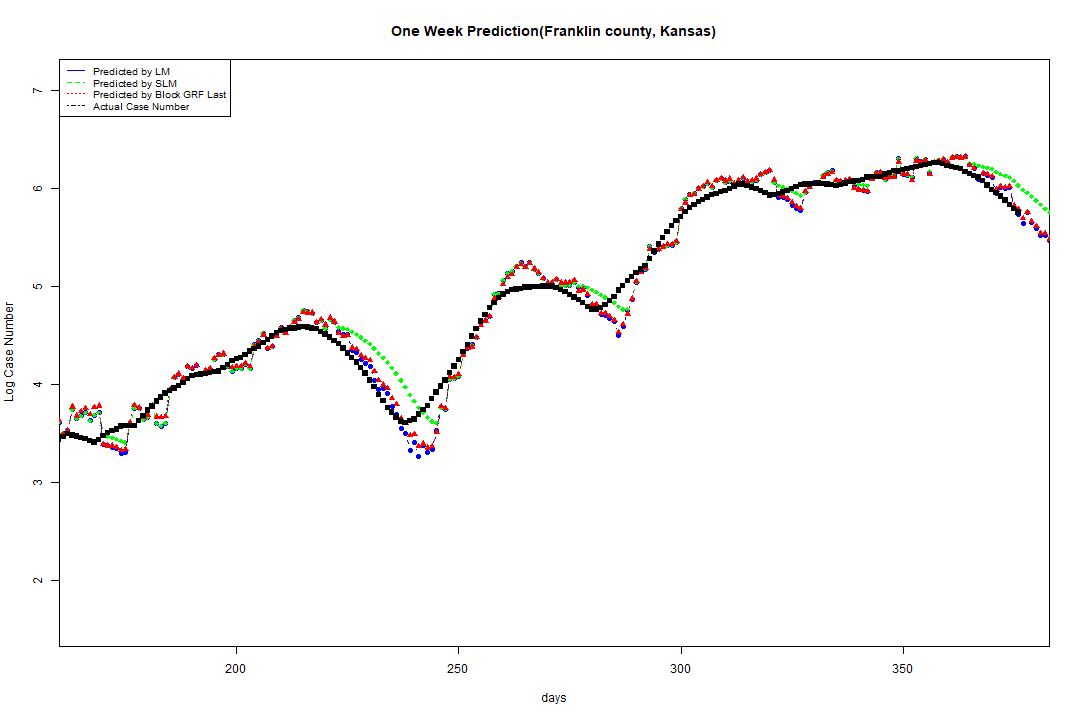 One Week Prediction(Franklin county, Kansas)
Predicted by LM
Predicted by SLM
Predicted by Block GRF Last
Actual Case Number
7
6
5
4
3
2
Log Case Number
200 250 300 350
days